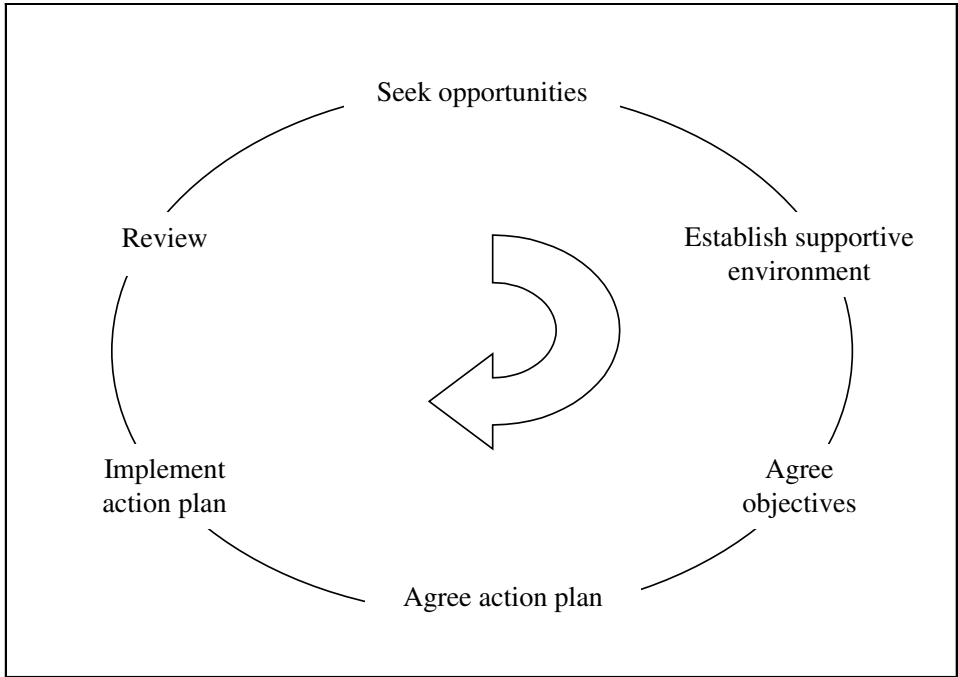 Seek opportunities
Review
Establish supportive
environment
Implement
action plan
Agree
objectives
Agree action plan